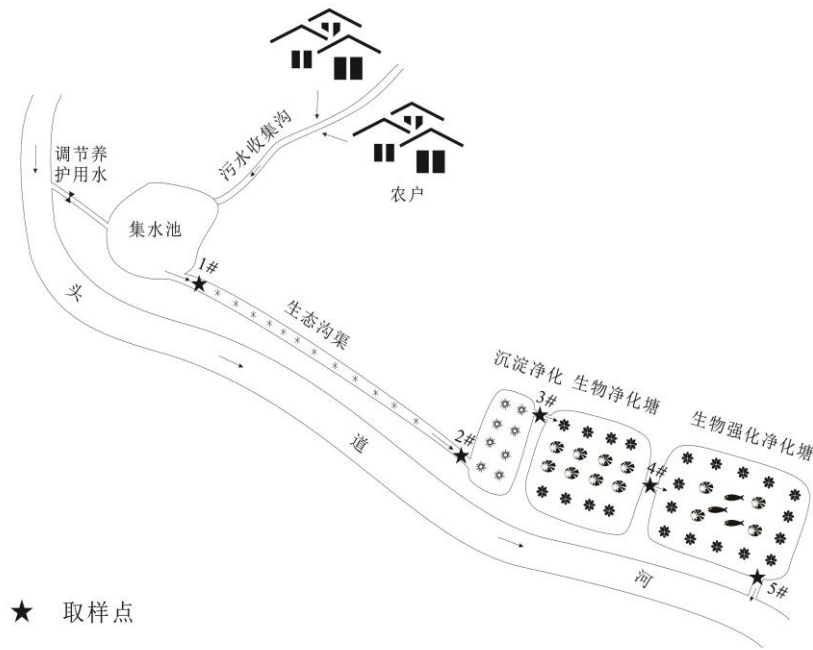 污水收集沟
农户
调节养
护用水
集水池
1#
生态沟渠
2#
沉淀净化
3#
生物净化塘
4#
生物强化净化塘
5#
头
道
河
取样点